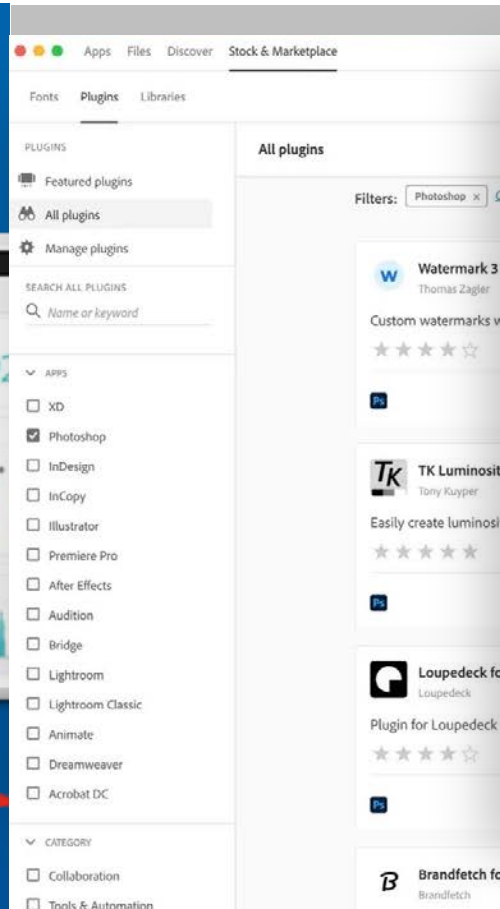 Apps Files Discover Stock & Marketplace
Fonts Plugins Libraries
PLUGINS
Featured plugins
All plugins
Manage plugins
SEARCH ALL PLUGINS
Name or keyword
APPS
XD
Photoshop
InDesign
InCopy
Illustrator
Premiere Pro
After Effects
Audition
Bridge
Lightroom
Lightroom Classic
Animate
Dreamweaver
Acrobat DC
CATEGORY
Collaboration
Tools & Automation
All plugins
Filters: Photoshop ×
W
Watermark 3
Thomas Zagler
Custom watermarks w
Ps
TK
TK Luminosit
Tony Kuyper
Easily create luminosi
Ps
Loupedeck fo
Loupedeck
Plugin for Loupedeck
Ps
B
Brandfetch fo
Brandfetch